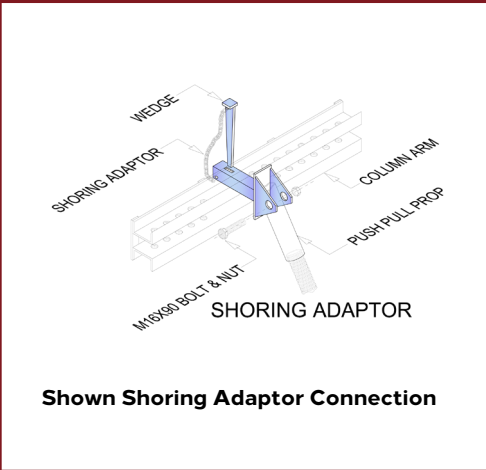 WEDGE
SHORING ADAPTOR
COLUMN ARM
PUSH PULL PROP
M16X90 BOLT & NUT
SHORING ADAPTOR
Shown Shoring Adaptor Connection